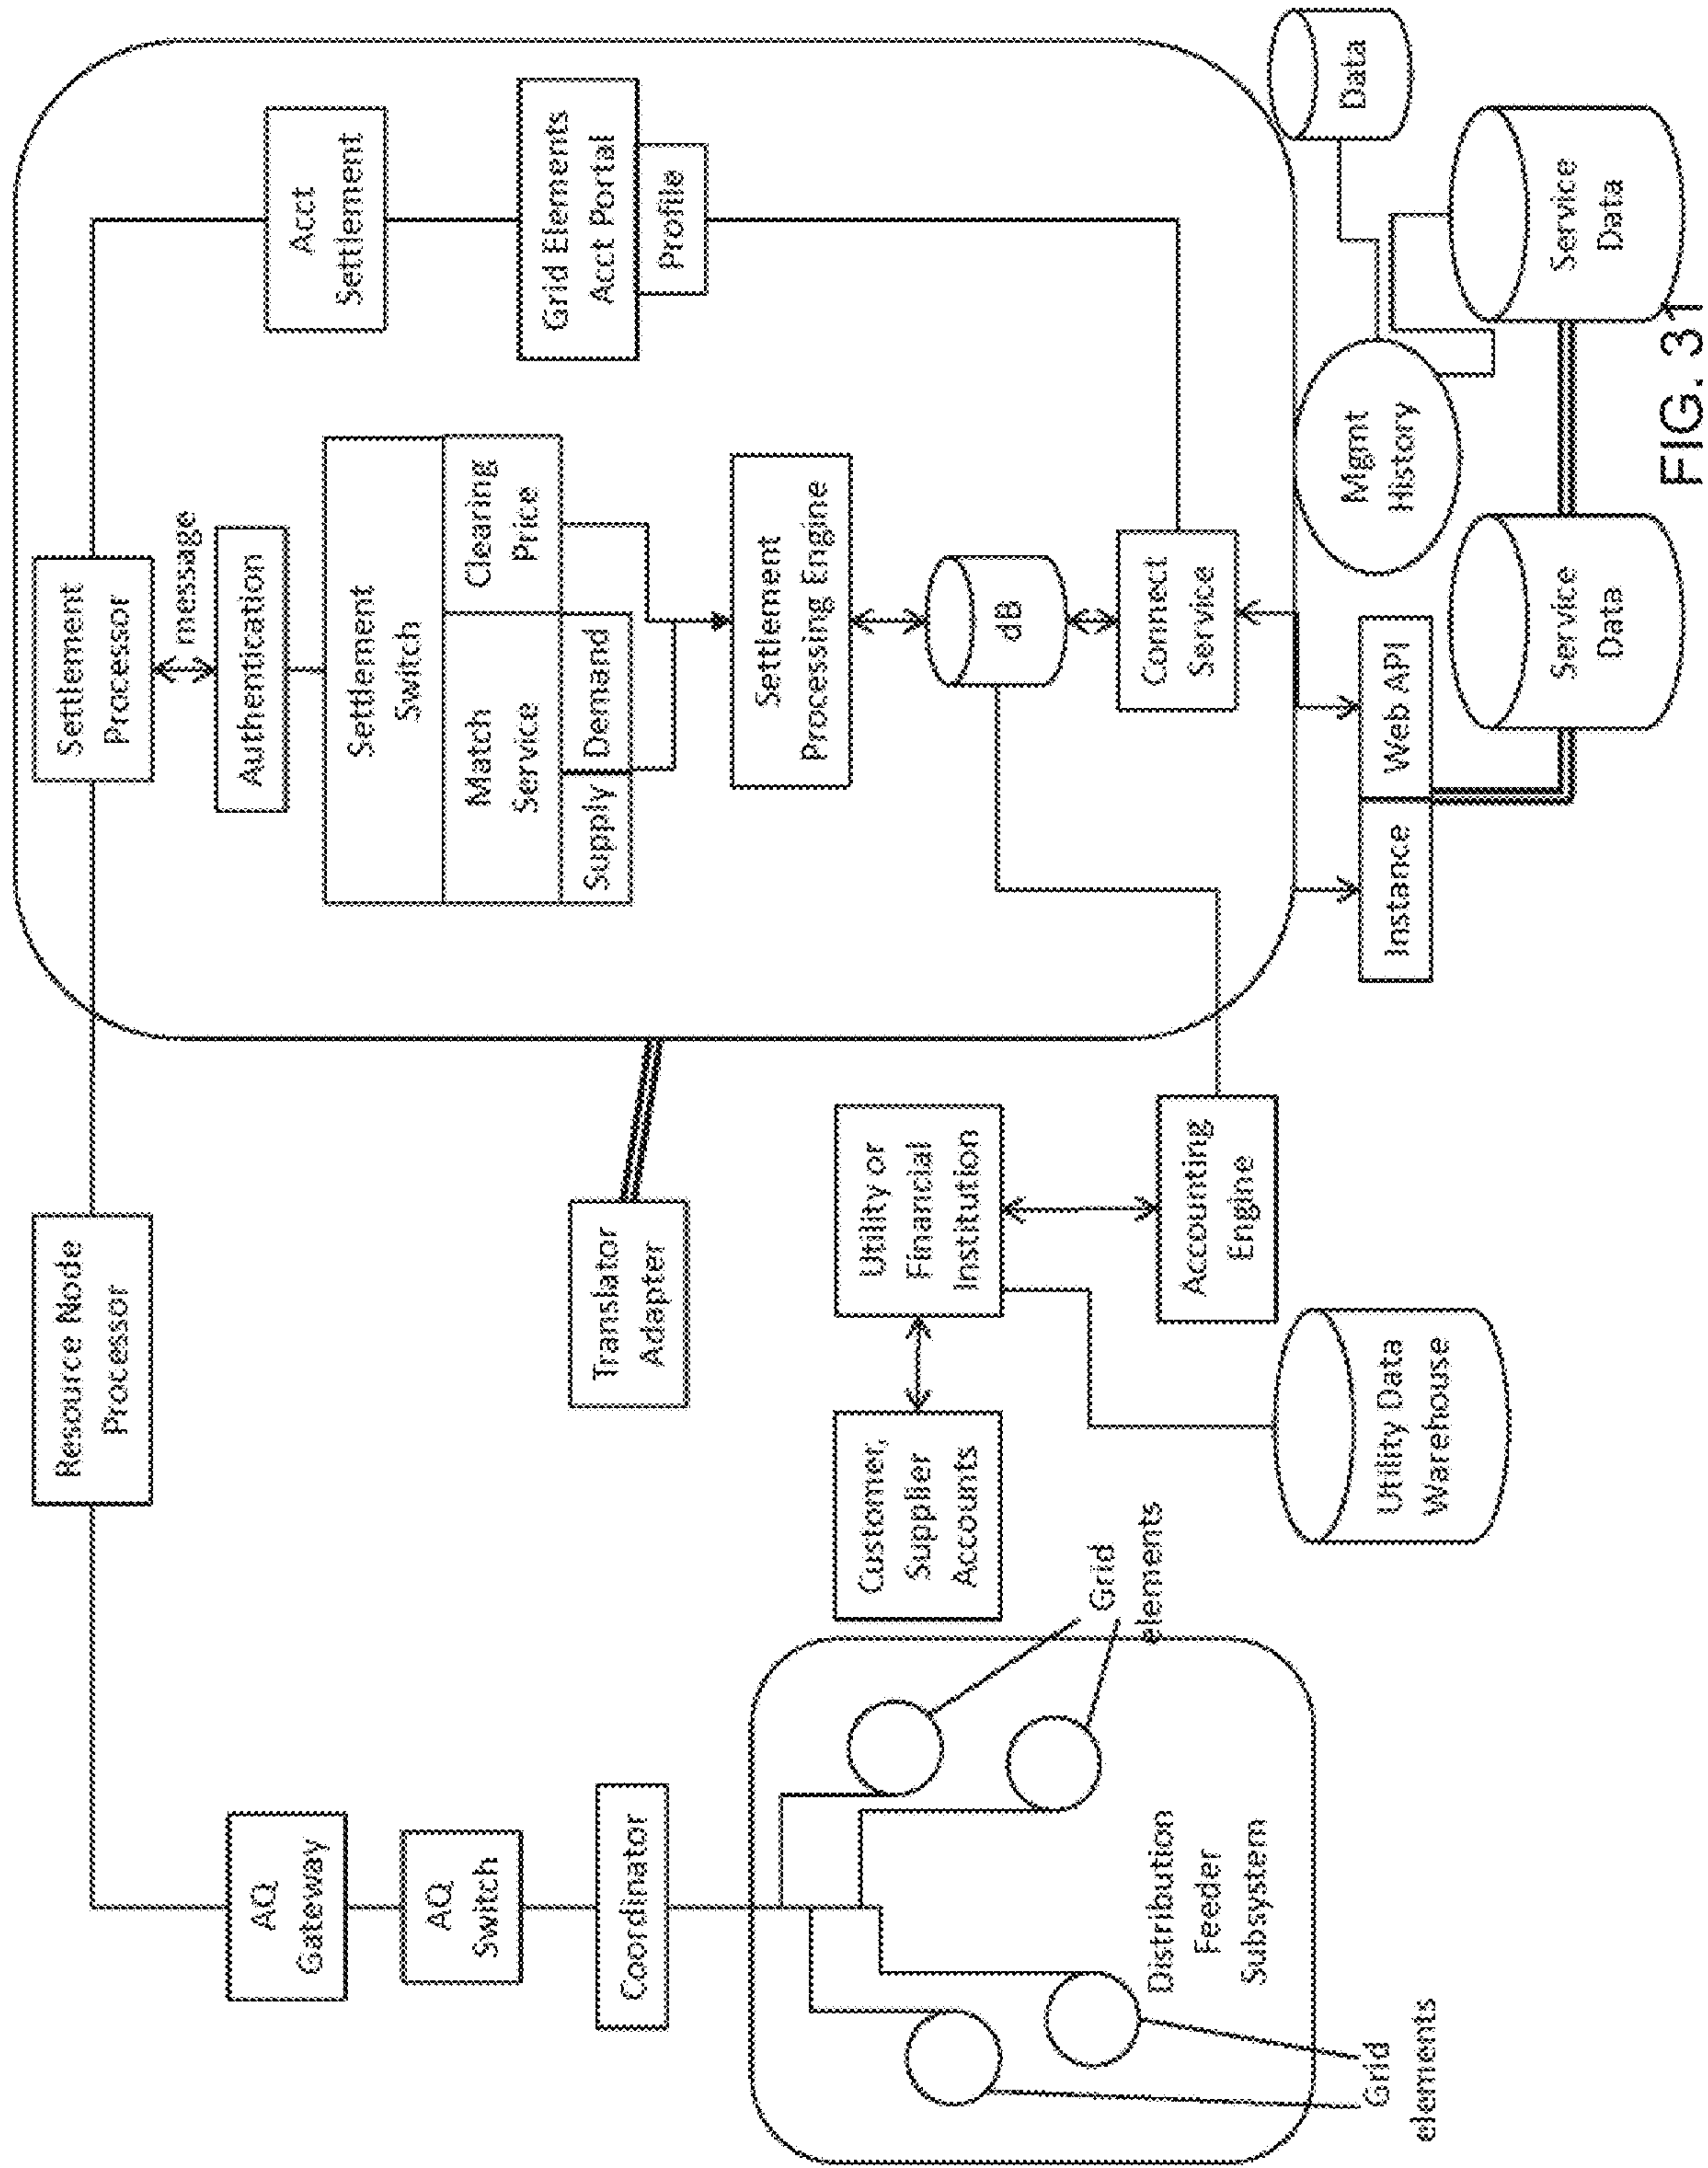 Resource Node
Processor
Settlement
Processor
message
Authentication
Acct
Settlement
AQ
Gateway
AQ
Switch
Coordinator
Settlement
Switch
Match
Service
Clearing
Price
Supply
Demand
Grid Elements
Acct Portal
Profile
Translator
Adapter
Settlement
Processing Engine
dB
Connect
Service
Customer,
Supplier
Accounts
Utility or
Financial
Institution
Accounting
Engine
Grid
elements
Distribution
Feeder
Subsystem
Grid
elements
Utility Data
Warehouse
Instance
Web API
Mgmt
History
Data
Service
Data
Service
Data
FIG. 31